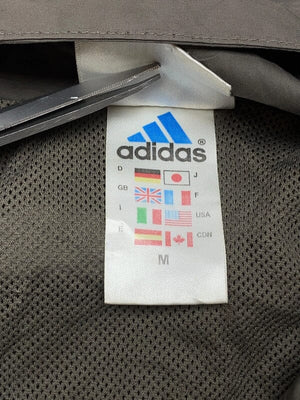 adidas®
D J
GB F
I USA
E CDN
M